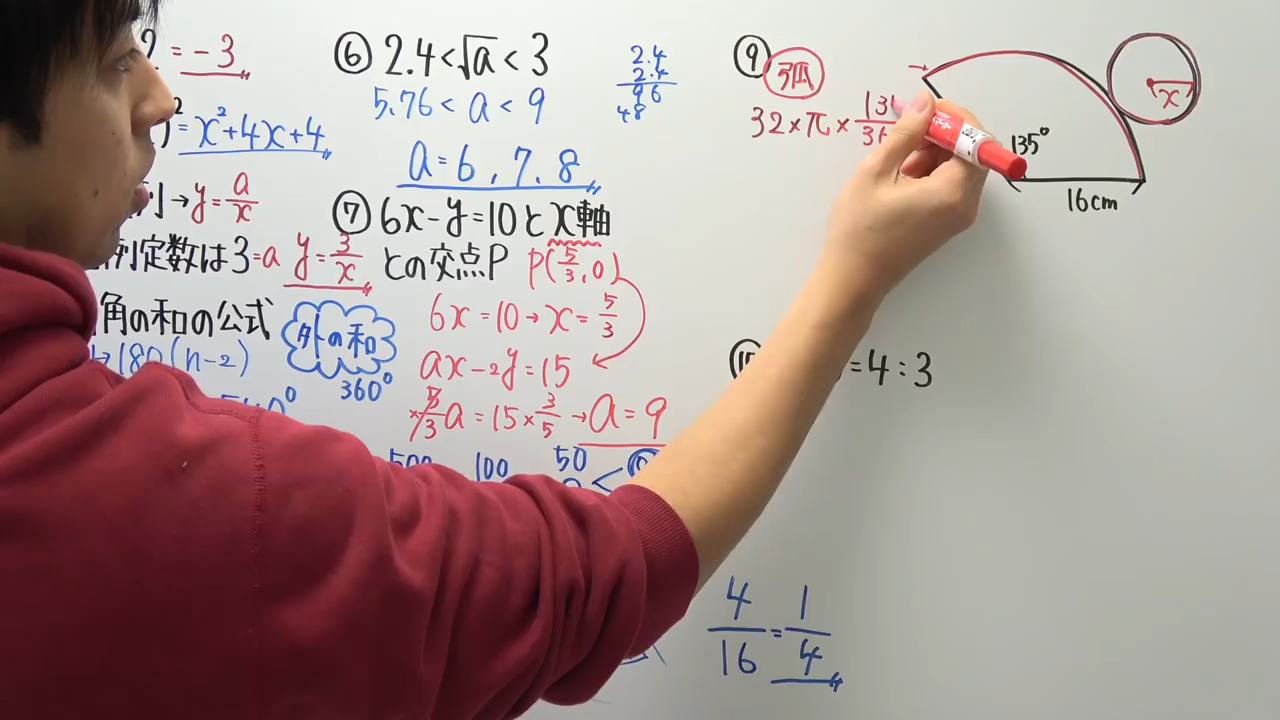 2 = -3
² = x² + 4x + 4
→ y = a/x
例定数は3 = a y = 3/x
角の和の公式
180(n-2)
外の和
360°
⑥ 2.4 < √a < 3
5.76 < a < 9
a = 6, 7, 8
2.4
2.4
96
48
⑦ 6x - y = 10 と x軸
との交点P P(5/3, 0)
6x = 10 → x = 5/3
ax - 2y = 15
×5/3 a = 15 × 3/5 → a = 9
500 100 50
⑨ 弧
32 × π ×
135°
16cm
x
= 4 : 3
4/16 = 1/4